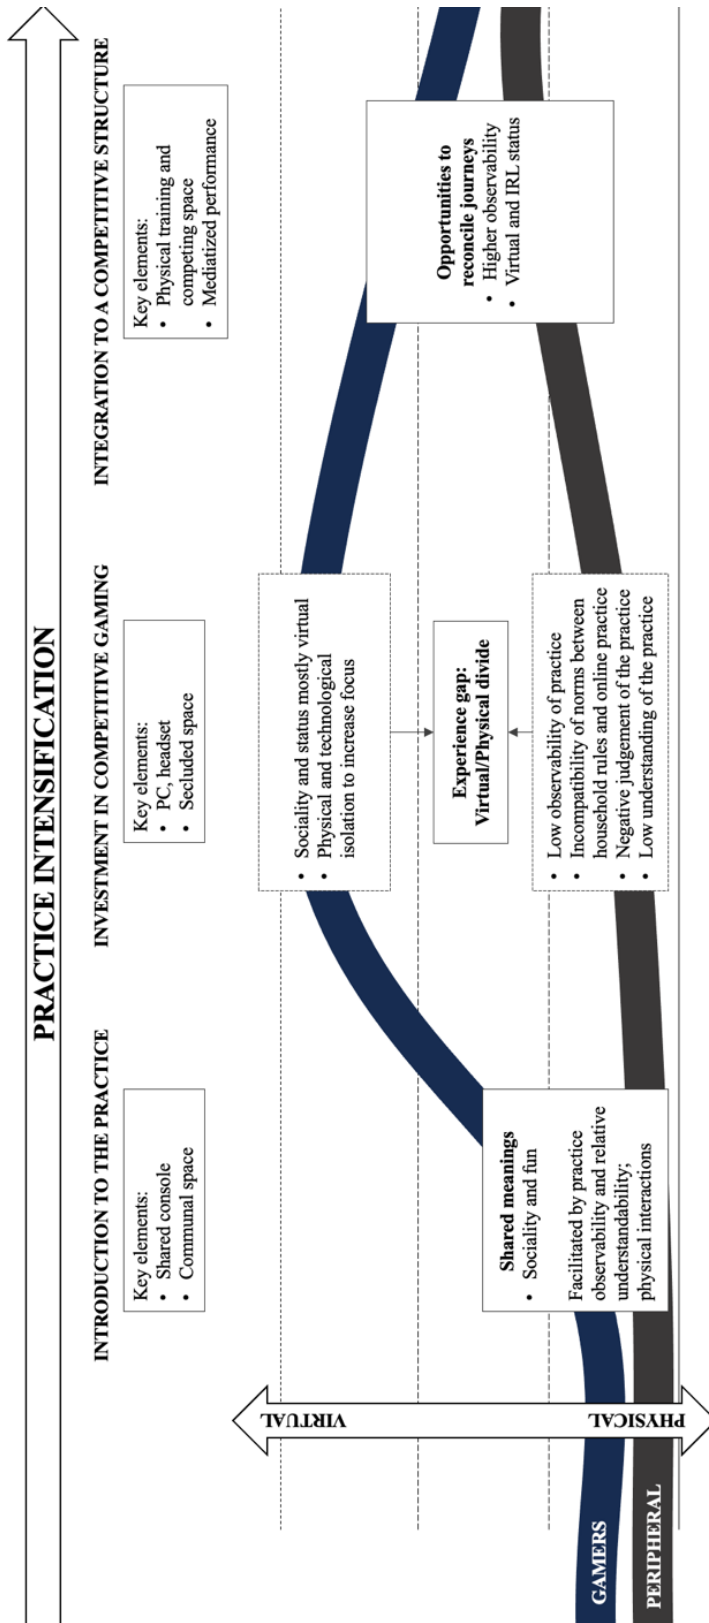 PRACTICE INTENSIFICATION
INTRODUCTION TO THE PRACTICE
INVESTMENT IN COMPETITIVE GAMING
INTEGRATION TO A COMPETITIVE STRUCTURE
Key elements:
• Shared console
• Communal space
Key elements:
• PC, headset
• Secluded space
Key elements:
• Physical training and
competing space
• Mediatized performance
VIRTUAL
PHYSICAL
GAMERS
PERIPHERAL
Shared meanings
• Sociality and fun
Facilitated by practice
observability and relative
understandability;
physical interactions
• Sociality and status mostly virtual
• Physical and technological
isolation to increase focus
Experience gap:
Virtual/Physical divide
• Low observability of practice
• Incompatibility of norms between
household rules and online practice
• Negative judgement of the practice
• Low understanding of the practice
Opportunities to
reconcile journeys
• Higher observability
• Virtual and IRL status